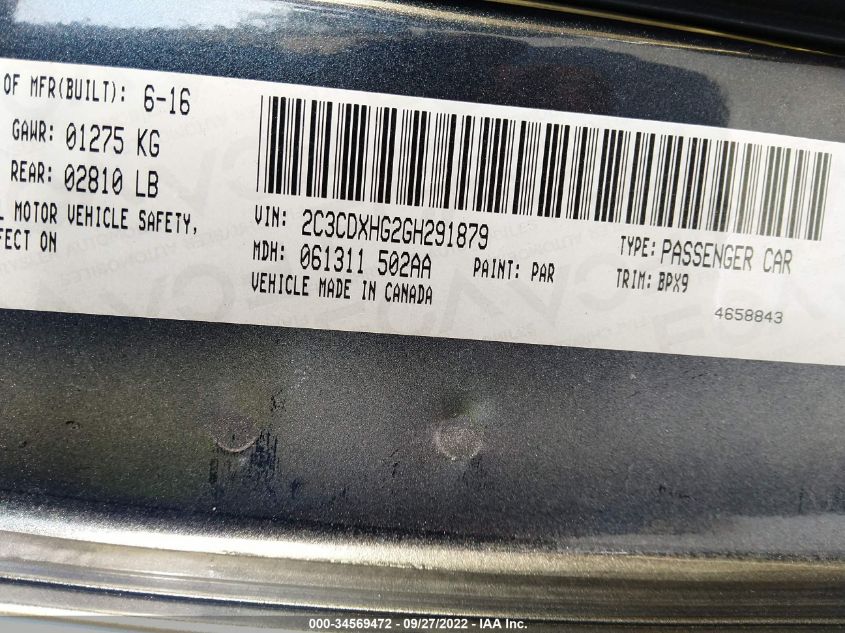 OF MFR(BUILT): 6-16
GAWR: 01275 KG
REAR: 02810 LB
MOTOR VEHICLE SAFETY,
ON
VIN: 2C3CDXHG2GH291879
MDH: 061311 502AA PAINT: PAR
VEHICLE MADE IN CANADA
TYPE: PASSENGER CAR
TRIM: BPX9
4658843
000-34569472 - 09/27/2022 - IAA Inc.